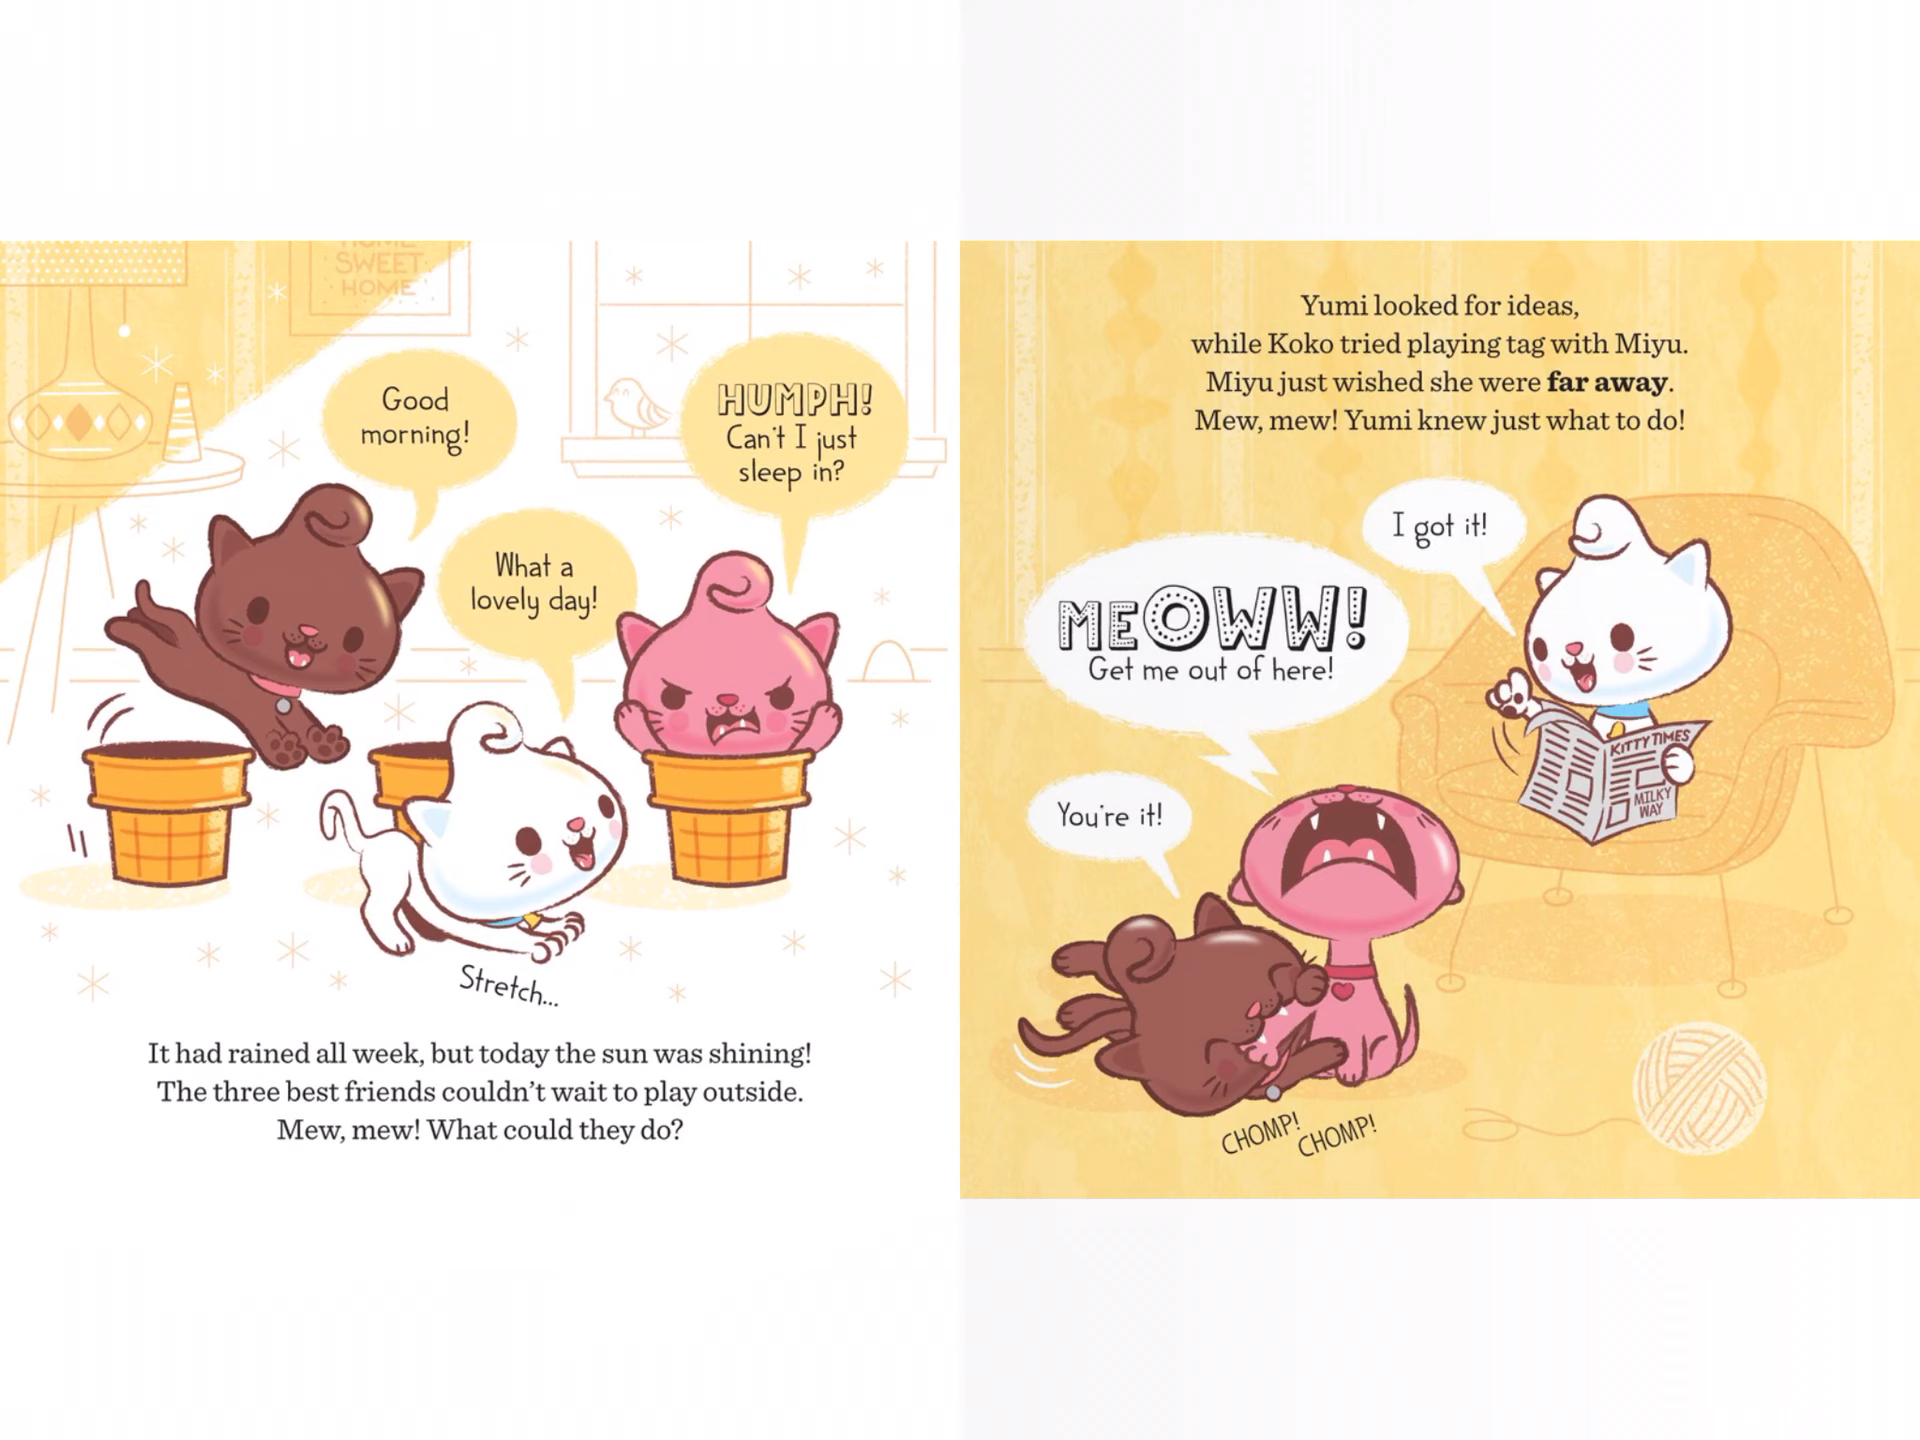 HOME
SWEET
HOME
Good
morning!
What a
lovely day!
HUMPH!
Can't I just
sleep in?
Stretch...
It had rained all week, but today the sun was shining!
The three best friends couldn't wait to play outside.
Mew, mew! What could they do?
Yumi looked for ideas,
while Koko tried playing tag with Miyu.
Miyu just wished she were far away.
Mew, mew! Yumi knew just what to do!
I got it!
MEOWW!
Get me out of here!
KITTY TIMES
MILKY
WAY
You're it!
CHOMP!
CHOMP!